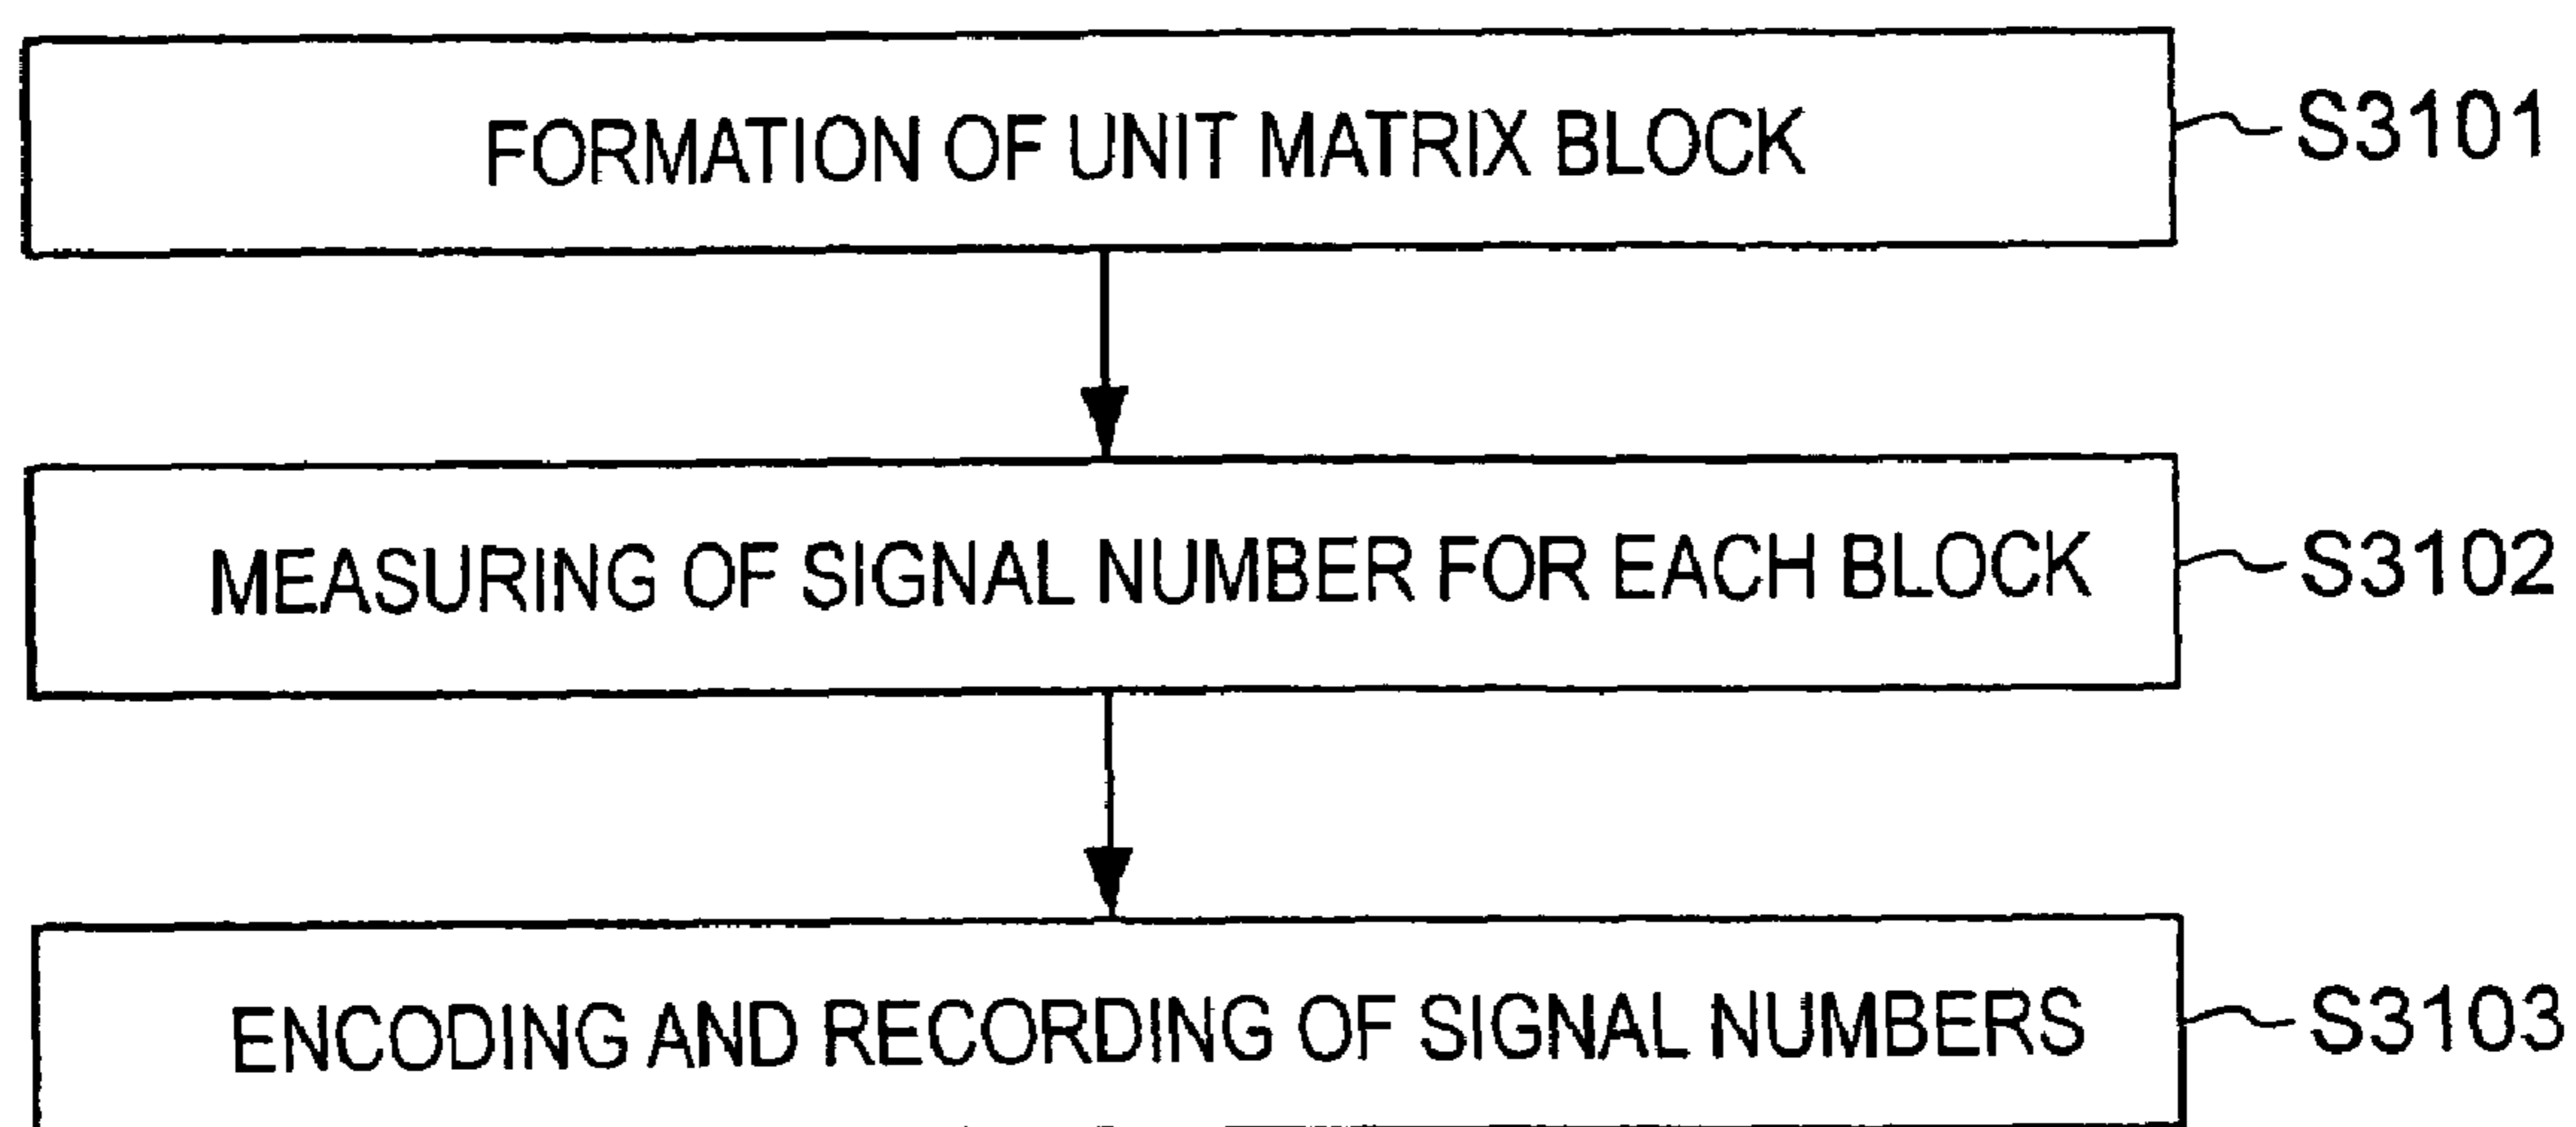 FORMATION OF UNIT MATRIX BLOCK S3101
MEASURING OF SIGNAL NUMBER FOR EACH BLOCK S3102
ENCODING AND RECORDING OF SIGNAL NUMBERS S3103